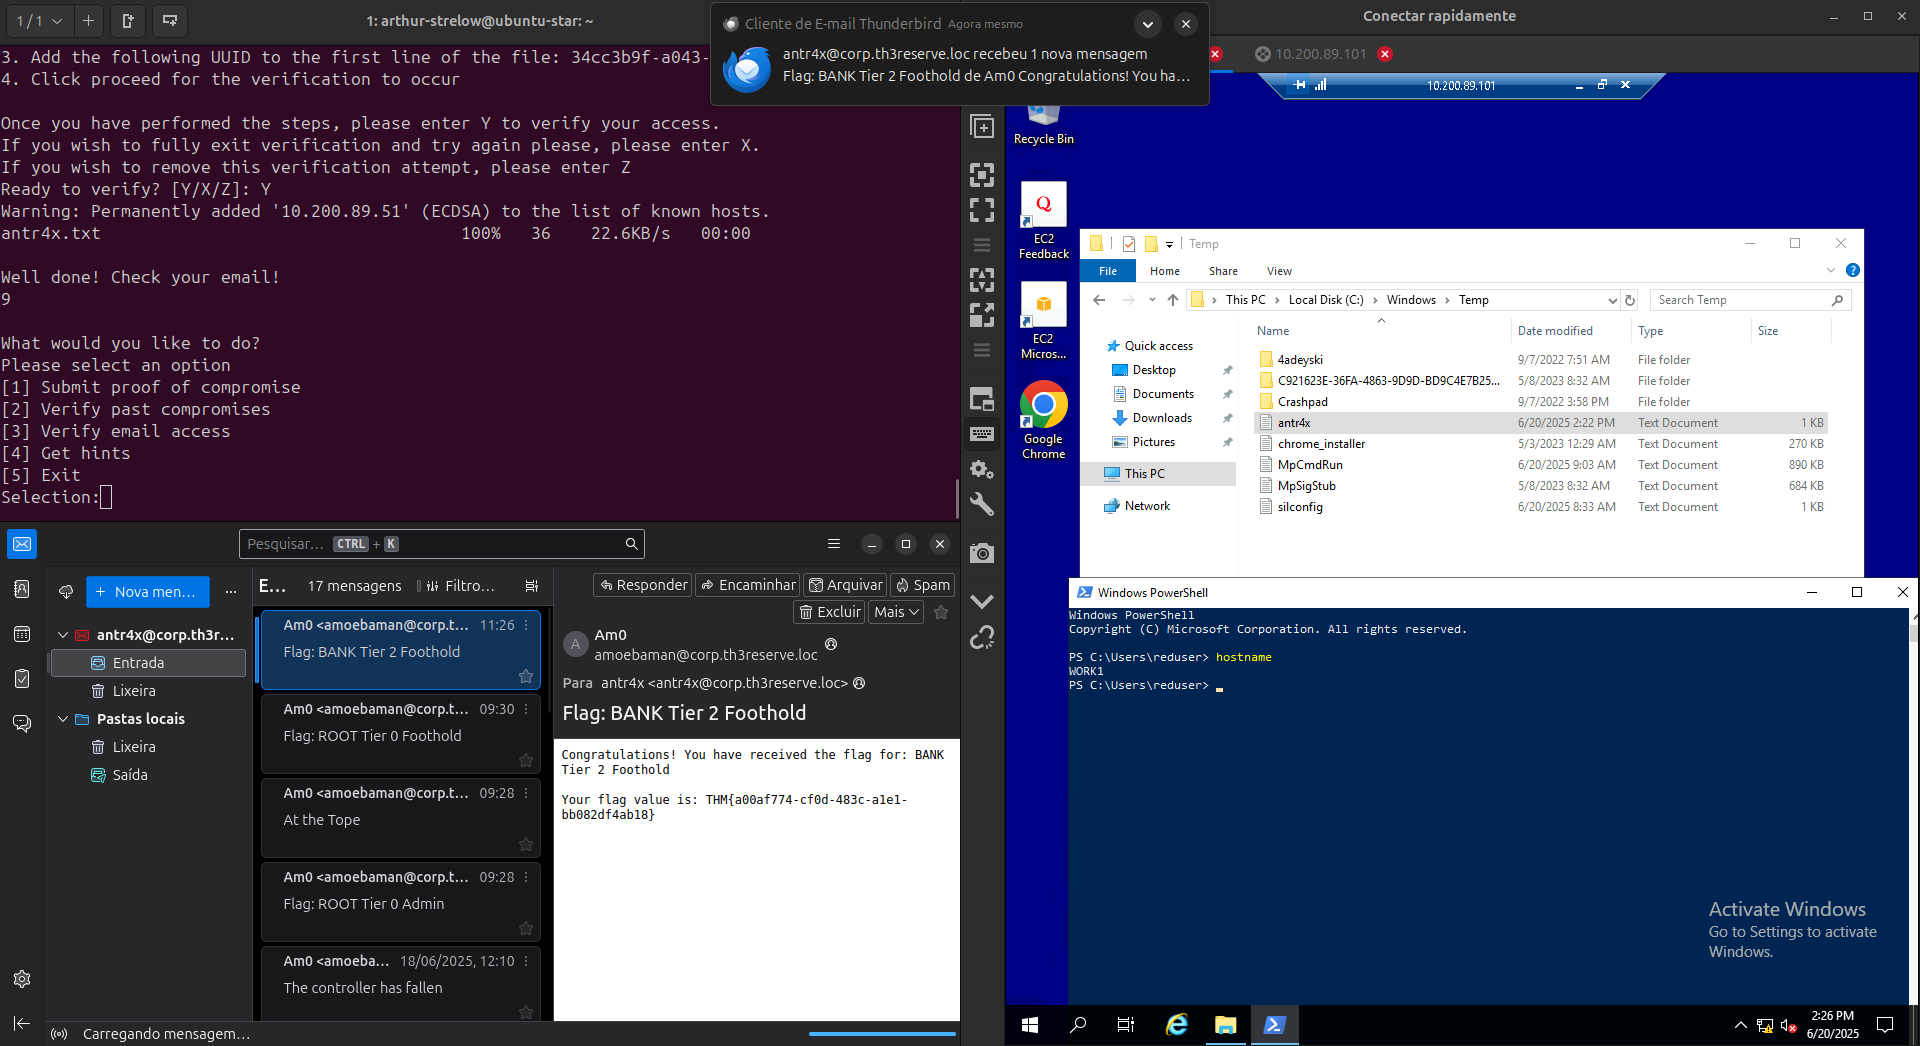 1 / 1
1: arthur-strelow@ubuntu-star: ~
3. Add the following UUID to the first line of the file: 34cc3b9f-a043-
4. Click proceed for the verification to occur
Once you have performed the steps, please enter Y to verify your access.
If you wish to fully exit verification and try again please, please enter X.
If you wish to remove this verification attempt, please enter Z
Ready to verify? [Y/X/Z]: Y
Warning: Permanently added '10.200.89.51' (ECDSA) to the list of known hosts.
antr4x.txt 100% 36 22.6KB/s 00:00
Well done! Check your email!
9
What would you like to do?
Please select an option
[1] Submit proof of compromise
[2] Verify past compromises
[3] Verify email access
[4] Get hints
[5] Exit
Selection:
Cliente de E-mail Thunderbird Agora mesmo
antr4x@corp.th3reserve.loc recebeu 1 nova mensagem
Flag: BANK Tier 2 Foothold de Am0 Congratulations! You ha...
Conectar rapidamente
10.200.89.101
10.200.89.101
Recycle Bin
EC2
Feedback
EC2
Micros...
Google
Chrome
Temp
File Home Share View
This PC Local Disk (C:) Windows Temp
Search Temp
Name Date modified Type Size
Quick access
Desktop
Documents
Downloads
Pictures
This PC
Network
4adeyski 9/7/2022 7:51 AM File folder
C921623E-36FA-4863-9D9D-BD9C4E7B25... 5/8/2023 8:32 AM File folder
Crashpad 9/7/2022 3:58 PM File folder
antr4x 6/20/2025 2:22 PM Text Document 1 KB
chrome_installer 5/3/2023 12:29 AM Text Document 270 KB
MpCmdRun 6/20/2025 9:03 AM Text Document 890 KB
MpSigStub 5/8/2023 8:32 AM Text Document 684 KB
silconfig 6/20/2025 8:33 AM Text Document 1 KB
Windows PowerShell
Windows PowerShell
Copyright (C) Microsoft Corporation. All rights reserved.
PS C:\Users\reduser> hostname
WORK1
PS C:\Users\reduser>
Activate Windows
Go to Settings to activate
Windows.
2:26 PM
6/20/2025
Pesquisar... CTRL + K
Nova men...
E... 17 mensagens Filtro...
antr4x@corp.th3r...
Entrada
Lixeira
Pastas locais
Lixeira
Saída
Am0 <amoebaman@corp.t... 11:26
Flag: BANK Tier 2 Foothold
Am0 <amoebaman@corp.t... 09:30
Flag: ROOT Tier 0 Foothold
Am0 <amoebaman@corp.t... 09:28
At the Tope
Am0 <amoebaman@corp.t... 09:28
Flag: ROOT Tier 0 Admin
Am0 <amoeba... 18/06/2025, 12:10
The controller has fallen
Responder Encaminhar Arquivar Spam
Excluir Mais
A
Am0
amoebaman@corp.th3reserve.loc
Para antr4x <antr4x@corp.th3reserve.loc>
Flag: BANK Tier 2 Foothold
Congratulations! You have received the flag for: BANK
Tier 2 Foothold
Your flag value is: THM{a00af774-cf0d-483c-a1e1-
bb082df4ab18}
Carregando mensagem...